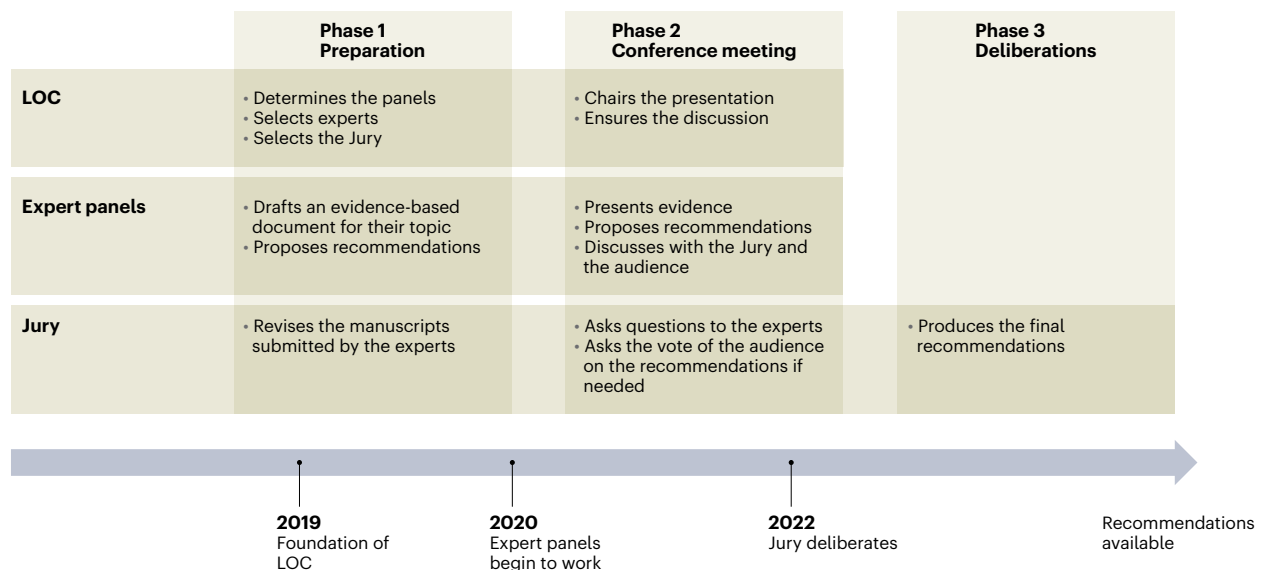 Phase 1
Preparation
Phase 2
Conference meeting
Phase 3
Deliberations
LOC
• Determines the panels
• Selects experts
• Selects the Jury
• Chairs the presentation
• Ensures the discussion
Expert panels
• Drafts an evidence-based
document for their topic
• Proposes recommendations
• Presents evidence
• Proposes recommendations
• Discusses with the Jury and
the audience
Jury
• Revises the manuscripts
submitted by the experts
• Asks questions to the experts
• Asks the vote of the audience
on the recommendations if
needed
• Produces the final
recommendations
2019
Foundation of
LOC
2020
Expert panels
begin to work
2022
Jury deliberates
Recommendations
available